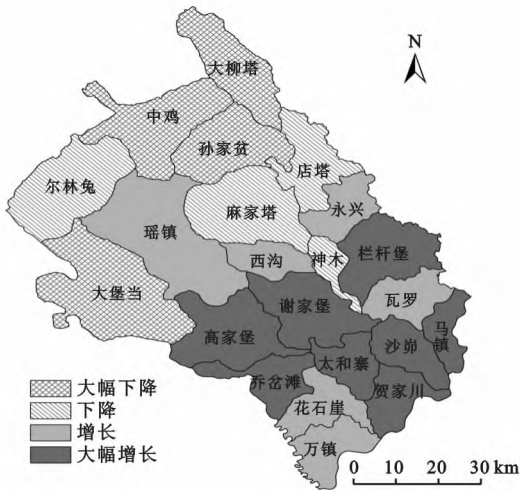 N
大柳塔
中鸡
孙家贫
店塔
尔林兔
麻家塔
永兴
瑶镇
西沟
神木
栏杆堡
大堡当
谢家堡
瓦罗
马镇
高家堡
沙峁
太和寨
乔岔滩
贺家川
花石崖
万镇
大幅下降
下降
增长
大幅增长
0 10 20 30 km